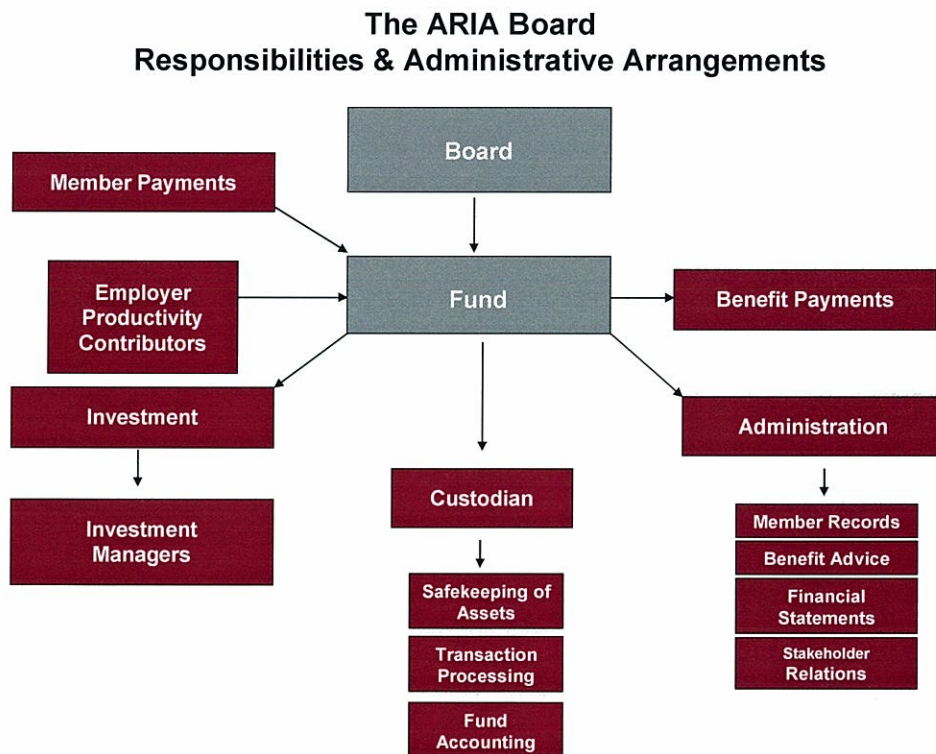 The ARIA Board
Responsibilities & Administrative Arrangements
Board
Member Payments
Employer
Productivity
Contributors
Fund
Benefit Payments
Investment
Administration
Investment
Managers
Custodian
Member Records
Benefit Advice
Financial
Statements
Stakeholder
Relations
Safekeeping of
Assets
Transaction
Processing
Fund
Accounting